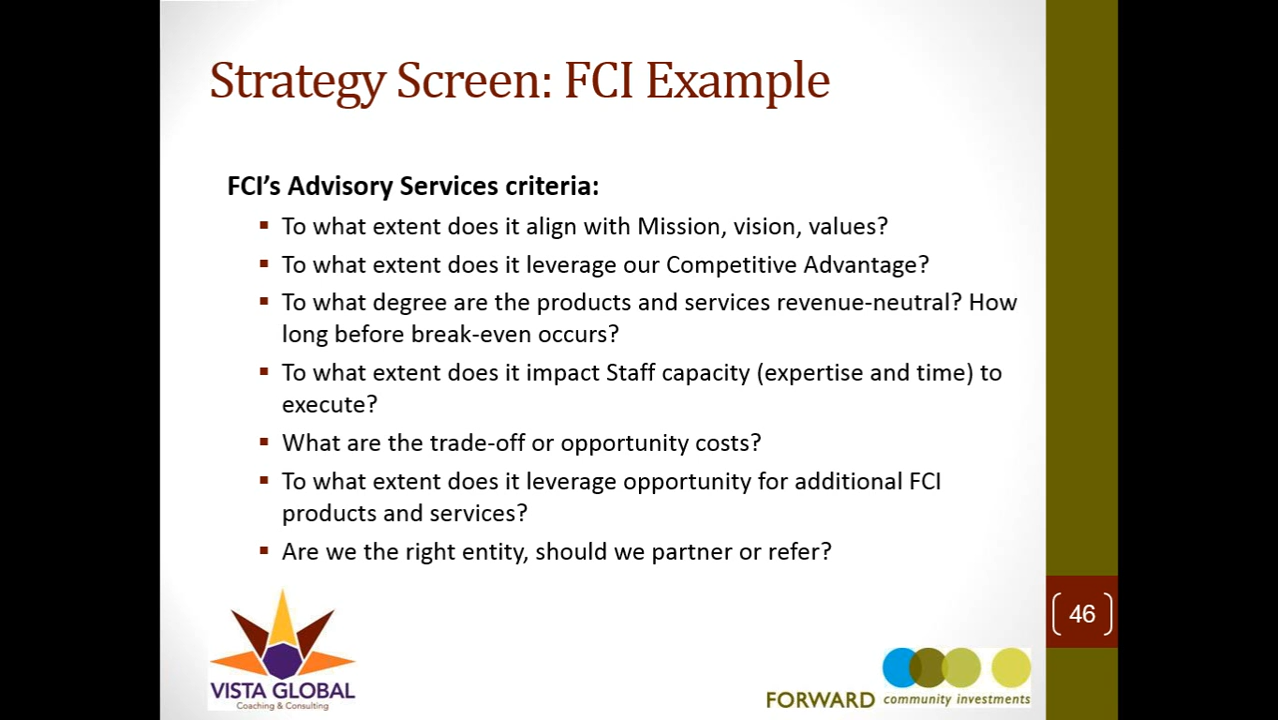 Strategy Screen: FCI Example
FCI's Advisory Services criteria:
▪ To what extent does it align with Mission, vision, values?
▪ To what extent does it leverage our Competitive Advantage?
▪ To what degree are the products and services revenue-neutral? How
long before break-even occurs?
▪ To what extent does it impact Staff capacity (expertise and time) to
execute?
▪ What are the trade-off or opportunity costs?
▪ To what extent does it leverage opportunity for additional FCI
products and services?
▪ Are we the right entity, should we partner or refer?
46
VISTA GLOBAL
Coaching & Consulting
FORWARD community investments